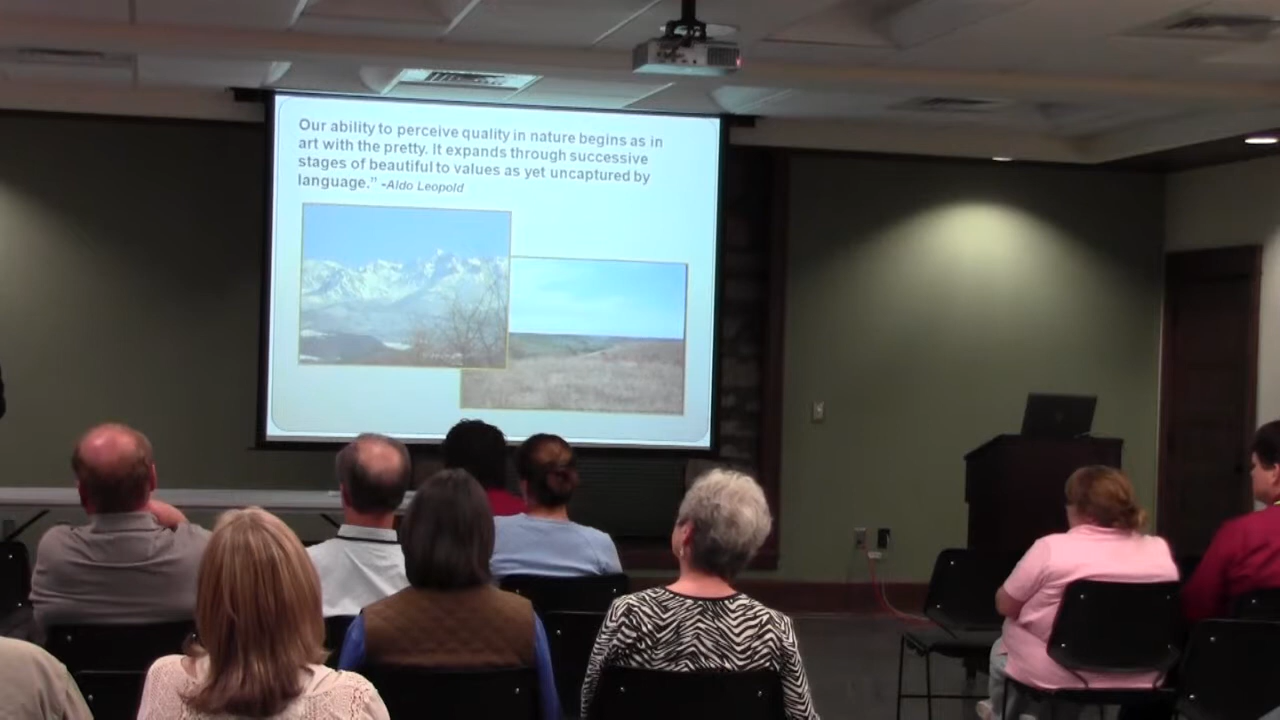 Our ability to perceive quality in nature begins as in
art with the pretty. It expands through successive
stages of beautiful to values as yet uncaptured by
language.” -Aldo Leopold